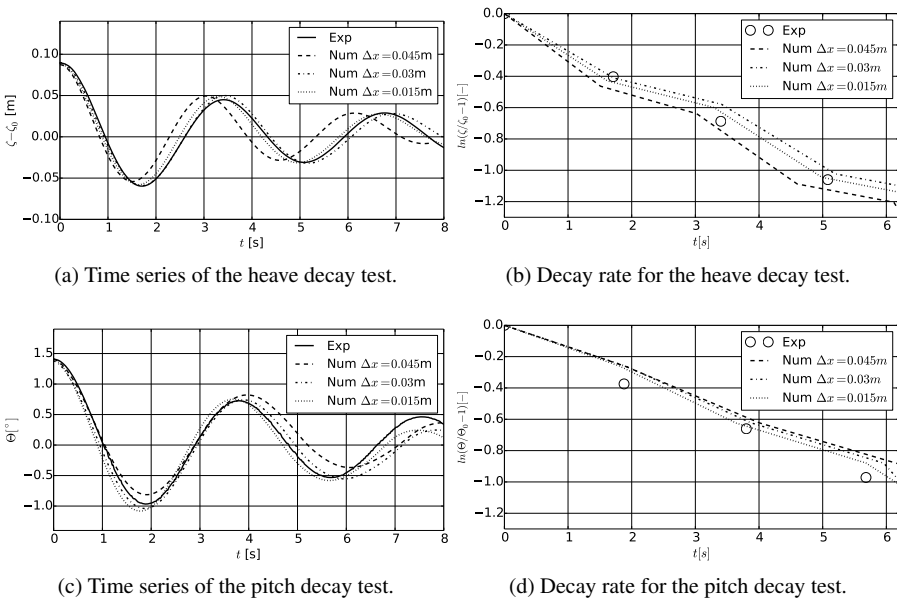 0.10
0.05
0.00
−0.05
−0.10
ζ−ζ₀ [m]
Exp
Num Δx=0.045m
Num Δx=0.03m
Num Δx=0.015m
0 1 2 3 4 5 6 7 8
t [s]
(a) Time series of the heave decay test.
0.0
−0.2
−0.4
−0.6
−0.8
−1.0
−1.2
ln(ζ/ζ₀−1)[−]
Exp
Num Δx=0.045m
Num Δx=0.03m
Num Δx=0.015m
0 1 2 3 4 5 6
t[s]
(b) Decay rate for the heave decay test.
1.5
1.0
0.5
0.0
−0.5
−1.0
Θ[°]
Exp
Num Δx=0.045m
Num Δx=0.03m
Num Δx=0.015m
0 1 2 3 4 5 6 7 8
t [s]
(c) Time series of the pitch decay test.
0.0
−0.2
−0.4
−0.6
−0.8
−1.0
−1.2
ln(Θ/Θ₀−1)[−]
Exp
Num Δx=0.045m
Num Δx=0.03m
Num Δx=0.015m
0 1 2 3 4 5 6
t[s]
(d) Decay rate for the pitch decay test.